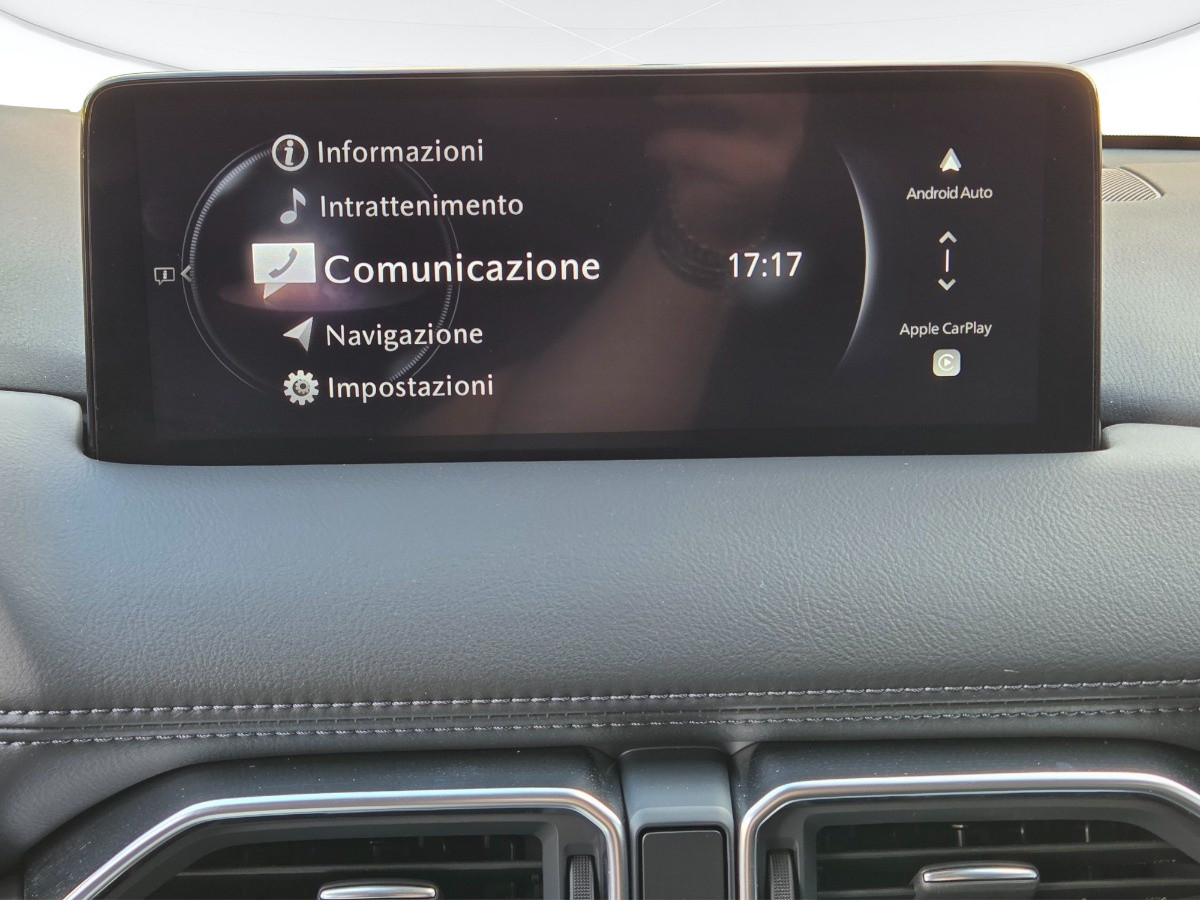 Informazioni
Intrattenimento
Comunicazione
17:17
Navigazione
Impostazioni
Android Auto
Apple CarPlay